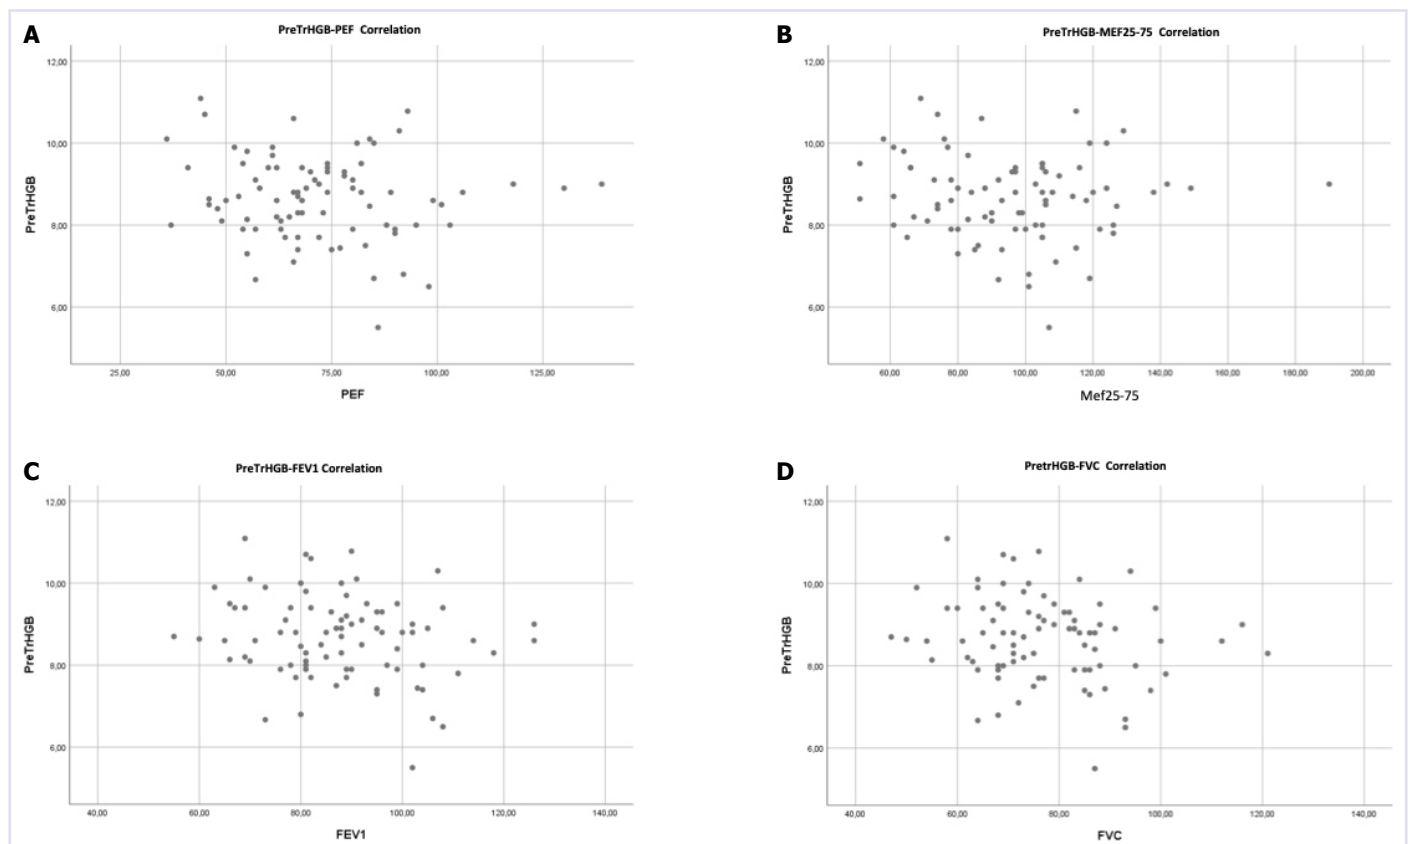 A
PreTrHGB-PEF Correlation
12,00
10,00
8,00
6,00
PreTrHGB
25,00 50,00 75,00 100,00 125,00
PEF
B
PreTrHGB-MEF25-75 Correlation
12,00
10,00
8,00
6,00
PreTrHGB
60,00 80,00 100,00 120,00 140,00 160,00 180,00 200,00
Mef25-75
C
PreTrHGB-FEV1 Correlation
12,00
10,00
8,00
6,00
PreTrHGB
40,00 60,00 80,00 100,00 120,00 140,00
FEV1
D
PretrHGB-FVC Correlation
12,00
10,00
8,00
6,00
PreTrHGB
40,00 60,00 80,00 100,00 120,00 140,00
FVC